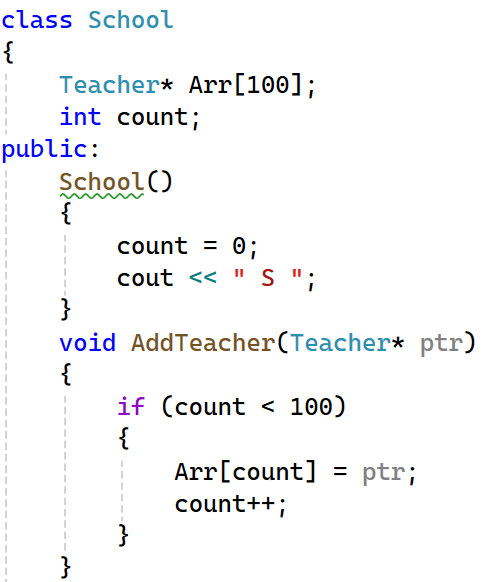 class School
{
    Teacher* Arr[100];
    int count;
public:
    School()
    {
        count = 0;
        cout << " S ";
    }
    void AddTeacher(Teacher* ptr)
    {
        if (count < 100)
        {
            Arr[count] = ptr;
            count++;
        }
    }